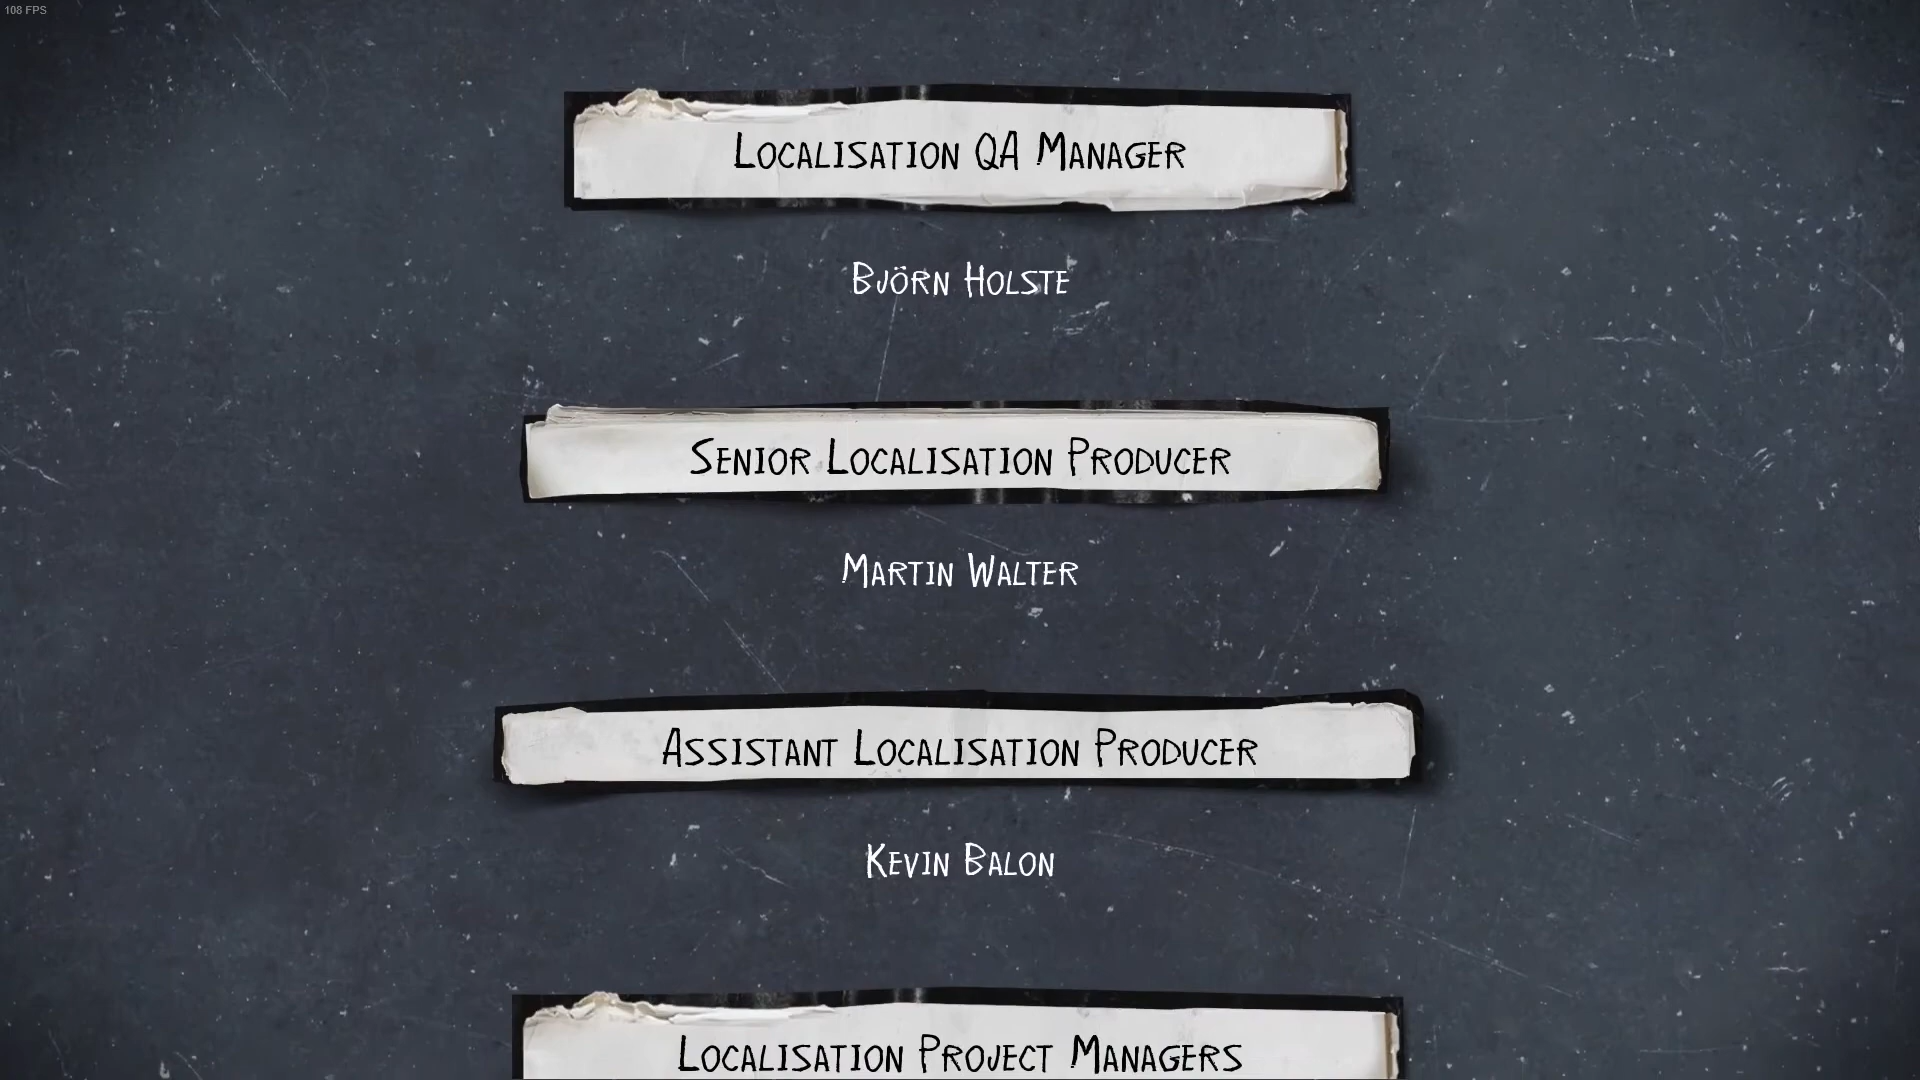 108 FPS
Localisation QA Manager
Björn Holste
Senior Localisation Producer
Martin Walter
Assistant Localisation Producer
Kevin Balon
Localisation Project Managers